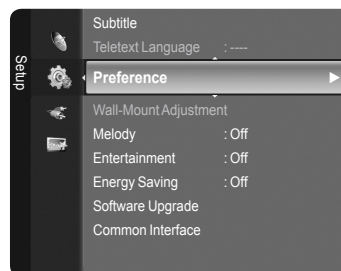 Setup
Subtitle
Teletext Language : ----
Preference
Wall-Mount Adjustment
Melody : Off
Entertainment : Off
Energy Saving : Off
Software Upgrade
Common Interface